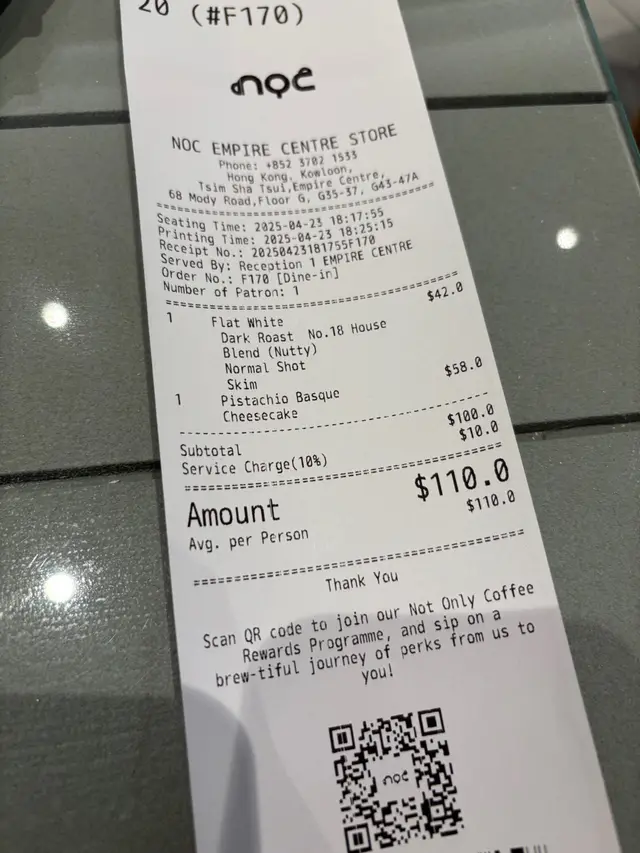 20 (#F170)
noc
NOC EMPIRE CENTRE STORE
Phone: +852 3702 1533
Hong Kong, Kowloon,
Tsim Sha Tsui,Empire Centre,
68 Mody Road,Floor G, G35-37, G43-47A
Seating Time: 2025-04-23 18:17:55
Printing Time: 2025-04-23 18:25:15
Receipt No.: 20250423181755F170
Served By: Reception 1 EMPIRE CENTRE
Order No.: F170 [Dine-in]
Number of Patron: 1
1 Flat White $42.0
Dark Roast No.18 House
Blend (Nutty)
Normal Shot
Skim
1 Pistachio Basque $58.0
Cheesecake
Subtotal $100.0
Service Charge(10%) $10.0
Amount $110.0
Avg. per Person $110.0
Thank You
Scan QR code to join our Not Only Coffee
Rewards Programme, and sip on a
brew-tiful journey of perks from us to
you!
noc